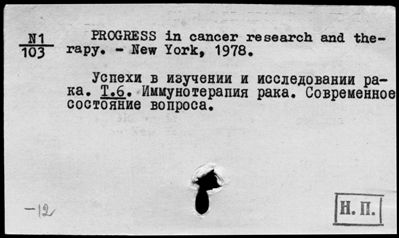 N1
103
PROGRESS in cancer research and the-
rapy. - New York, 1978.
Успехи в изучении и исследовании ра-
ка. Т.6. Иммунотерапия рака. Современное
состояние вопроса.
-12
Н. П.